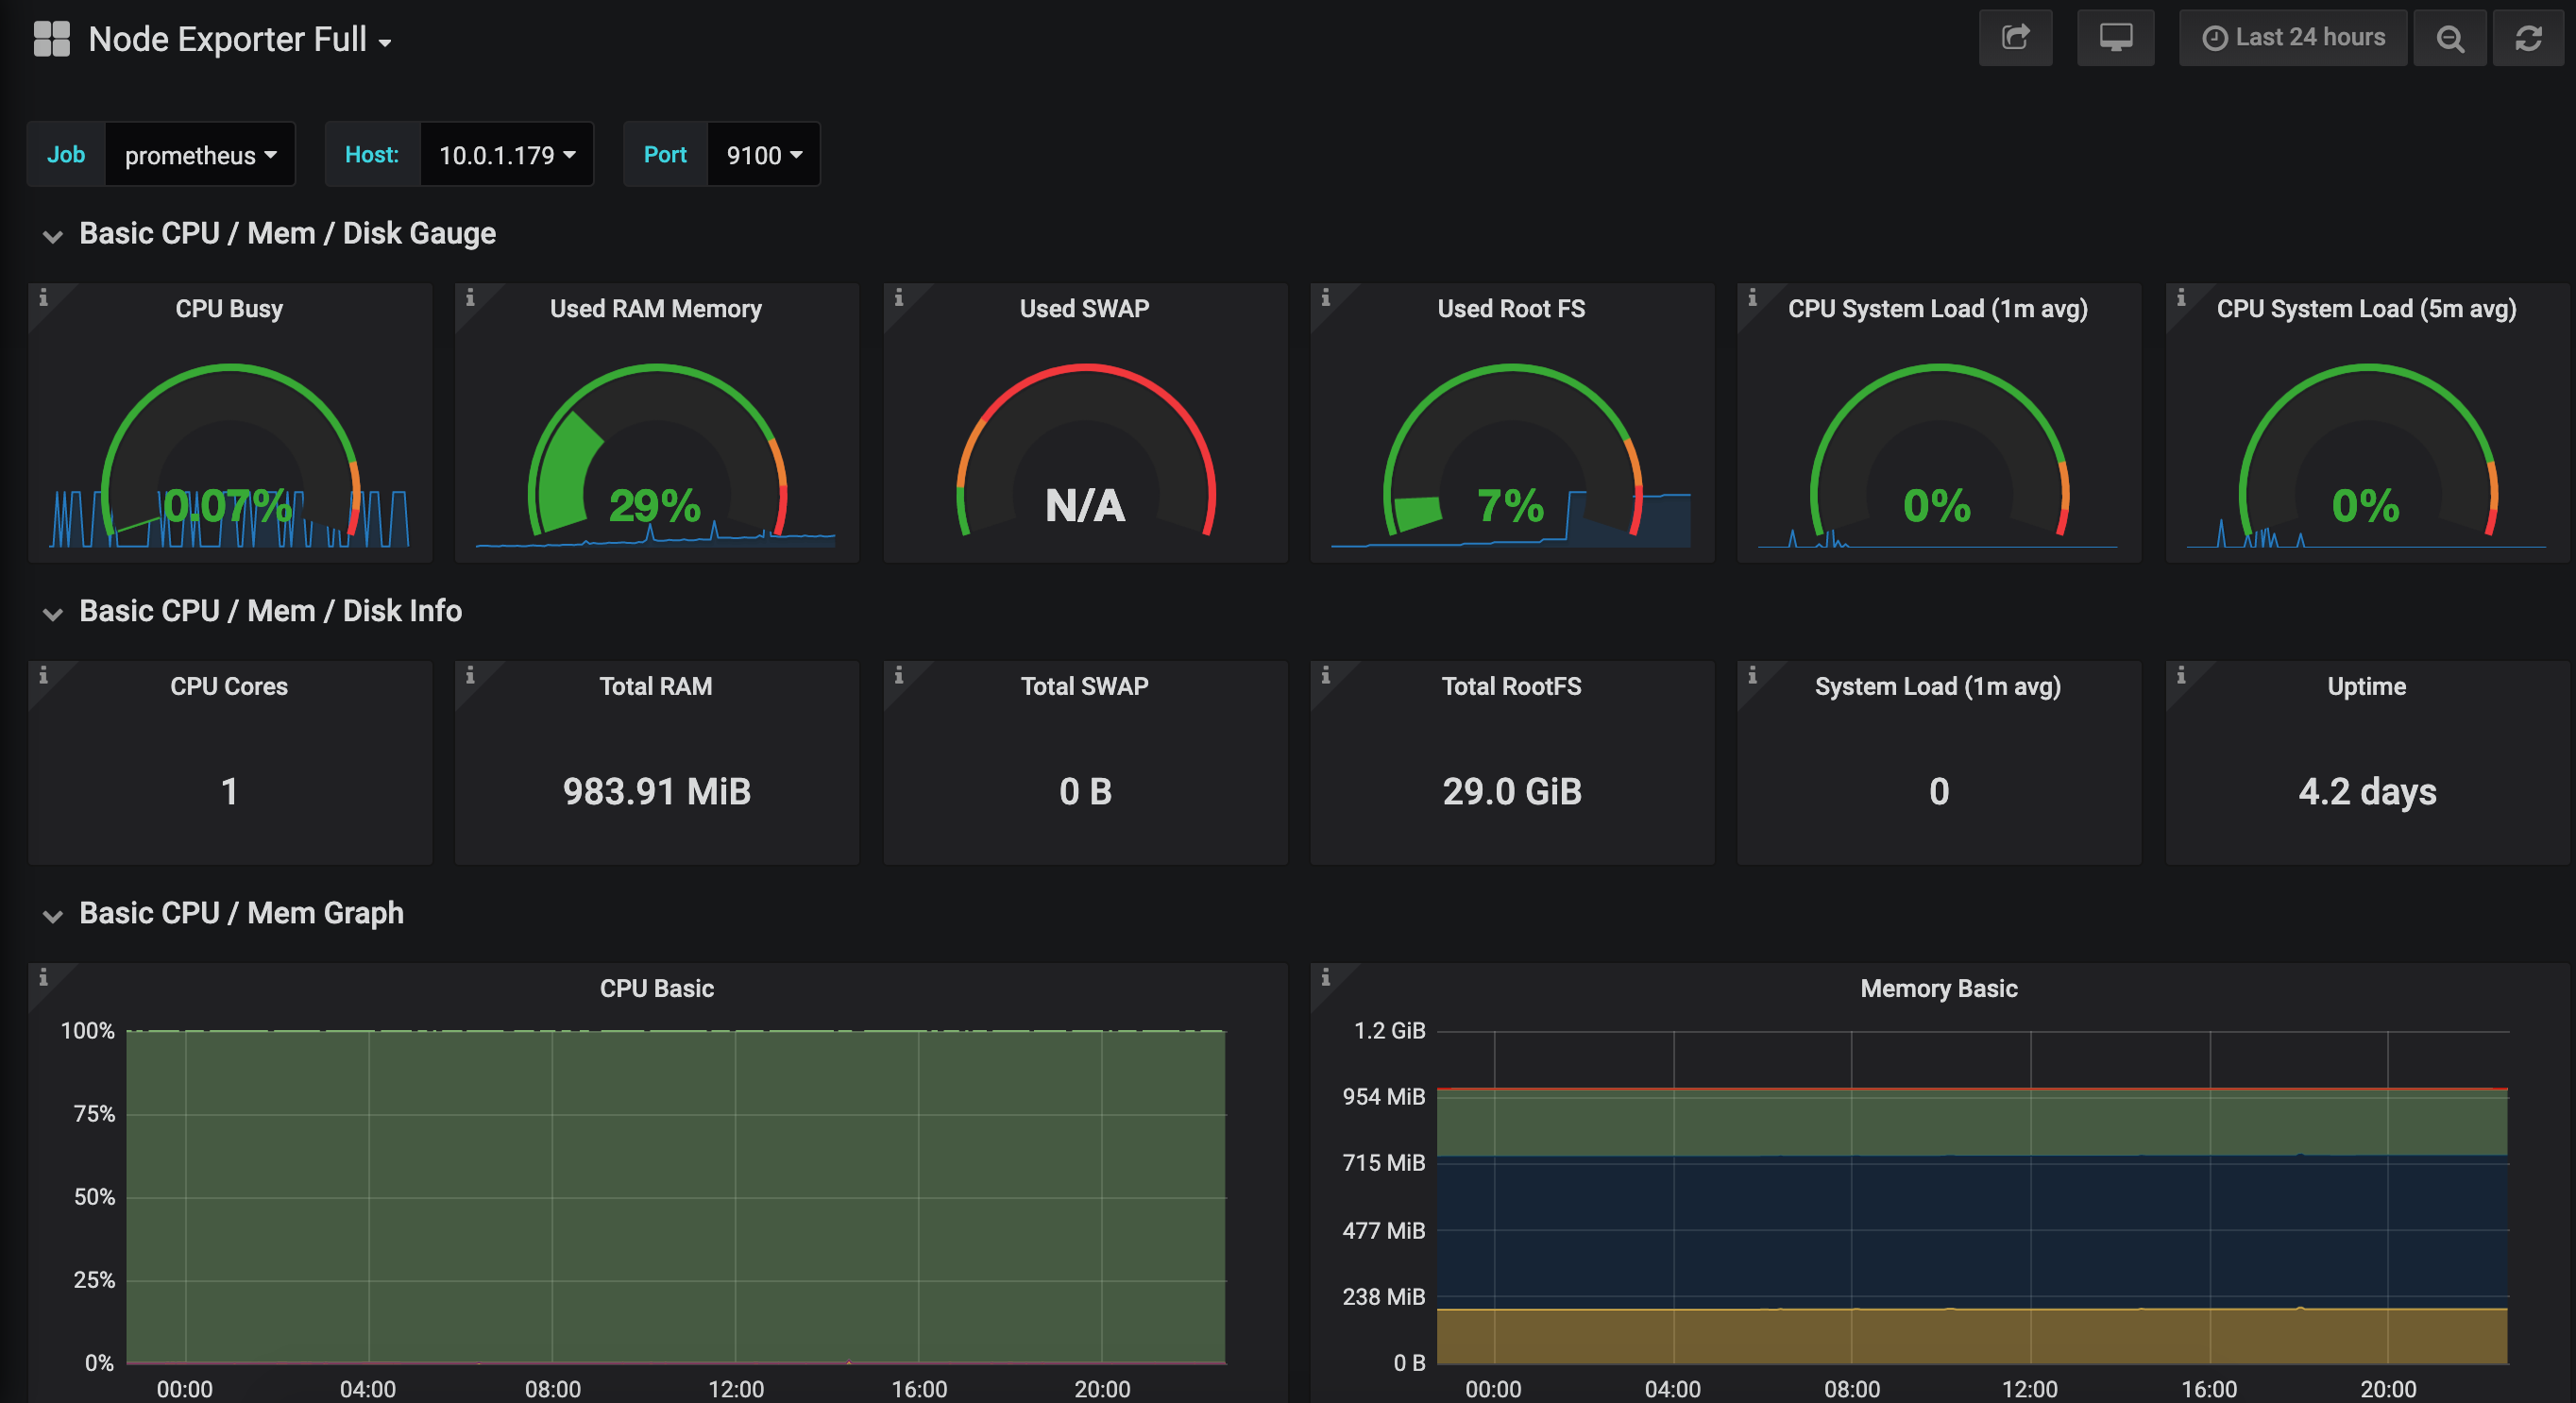 Node Exporter Full
Last 24 hours
Job prometheus Host: 10.0.1.179 Port 9100
Basic CPU / Mem / Disk Gauge
CPU Busy
0.07%
Used RAM Memory
29%
Used SWAP
N/A
Used Root FS
7%
CPU System Load (1m avg)
0%
CPU System Load (5m avg)
0%
Basic CPU / Mem / Disk Info
CPU Cores
1
Total RAM
983.91 MiB
Total SWAP
0 B
Total RootFS
29.0 GiB
System Load (1m avg)
0
Uptime
4.2 days
Basic CPU / Mem Graph
CPU Basic
100%
75%
50%
25%
0%
00:00 04:00 08:00 12:00 16:00 20:00
Memory Basic
1.2 GiB
954 MiB
715 MiB
477 MiB
238 MiB
0 B
00:00 04:00 08:00 12:00 16:00 20:00